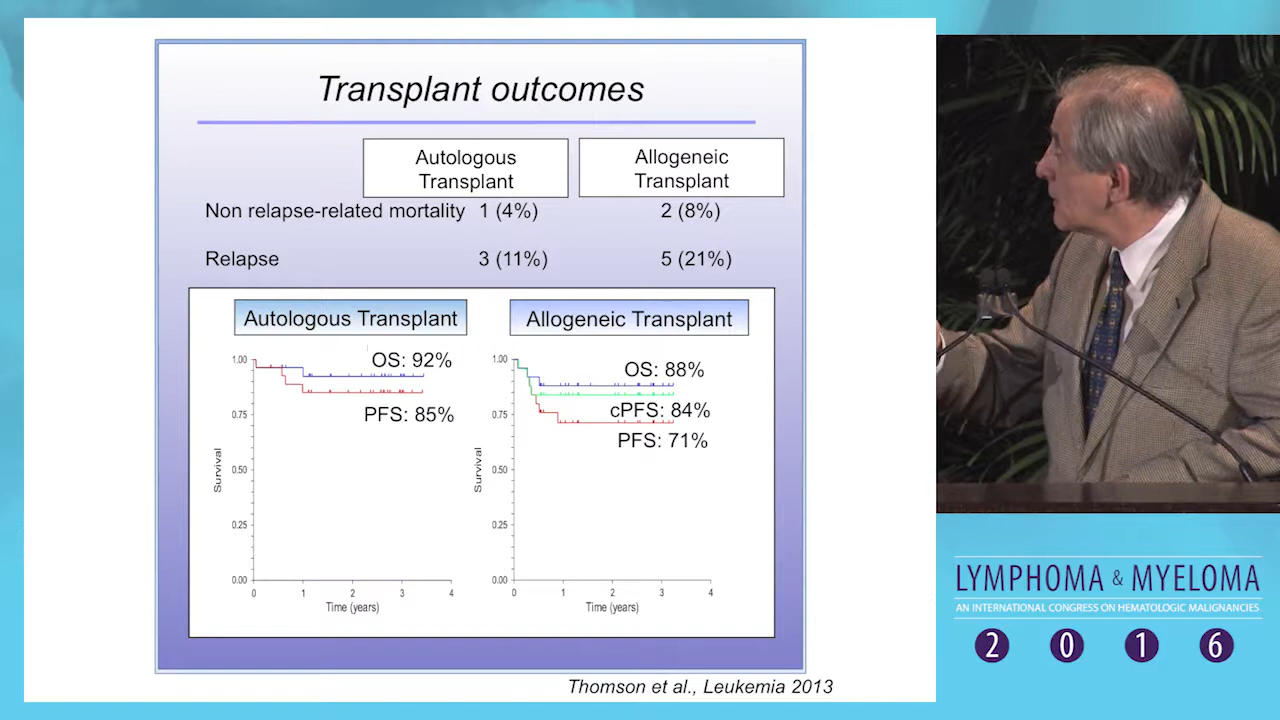 Transplant outcomes
Autologous
Transplant
Allogeneic
Transplant
Non relapse-related mortality 1 (4%) 2 (8%)
Relapse 3 (11%) 5 (21%)
Autologous Transplant
Allogeneic Transplant
1.00
0.75
0.50
0.25
0.00
Survival
OS: 92%
PFS: 85%
0 1 2 3 4
Time (years)
1.00
0.75
0.50
0.25
0.00
Survival
OS: 88%
cPFS: 84%
PFS: 71%
0 1 2 3 4
Time (years)
Thomson et al., Leukemia 2013
LYMPHOMA & MYELOMA
AN INTERNATIONAL CONGRESS ON HEMATOLOGIC MALIGNANCIES
2 0 1 6